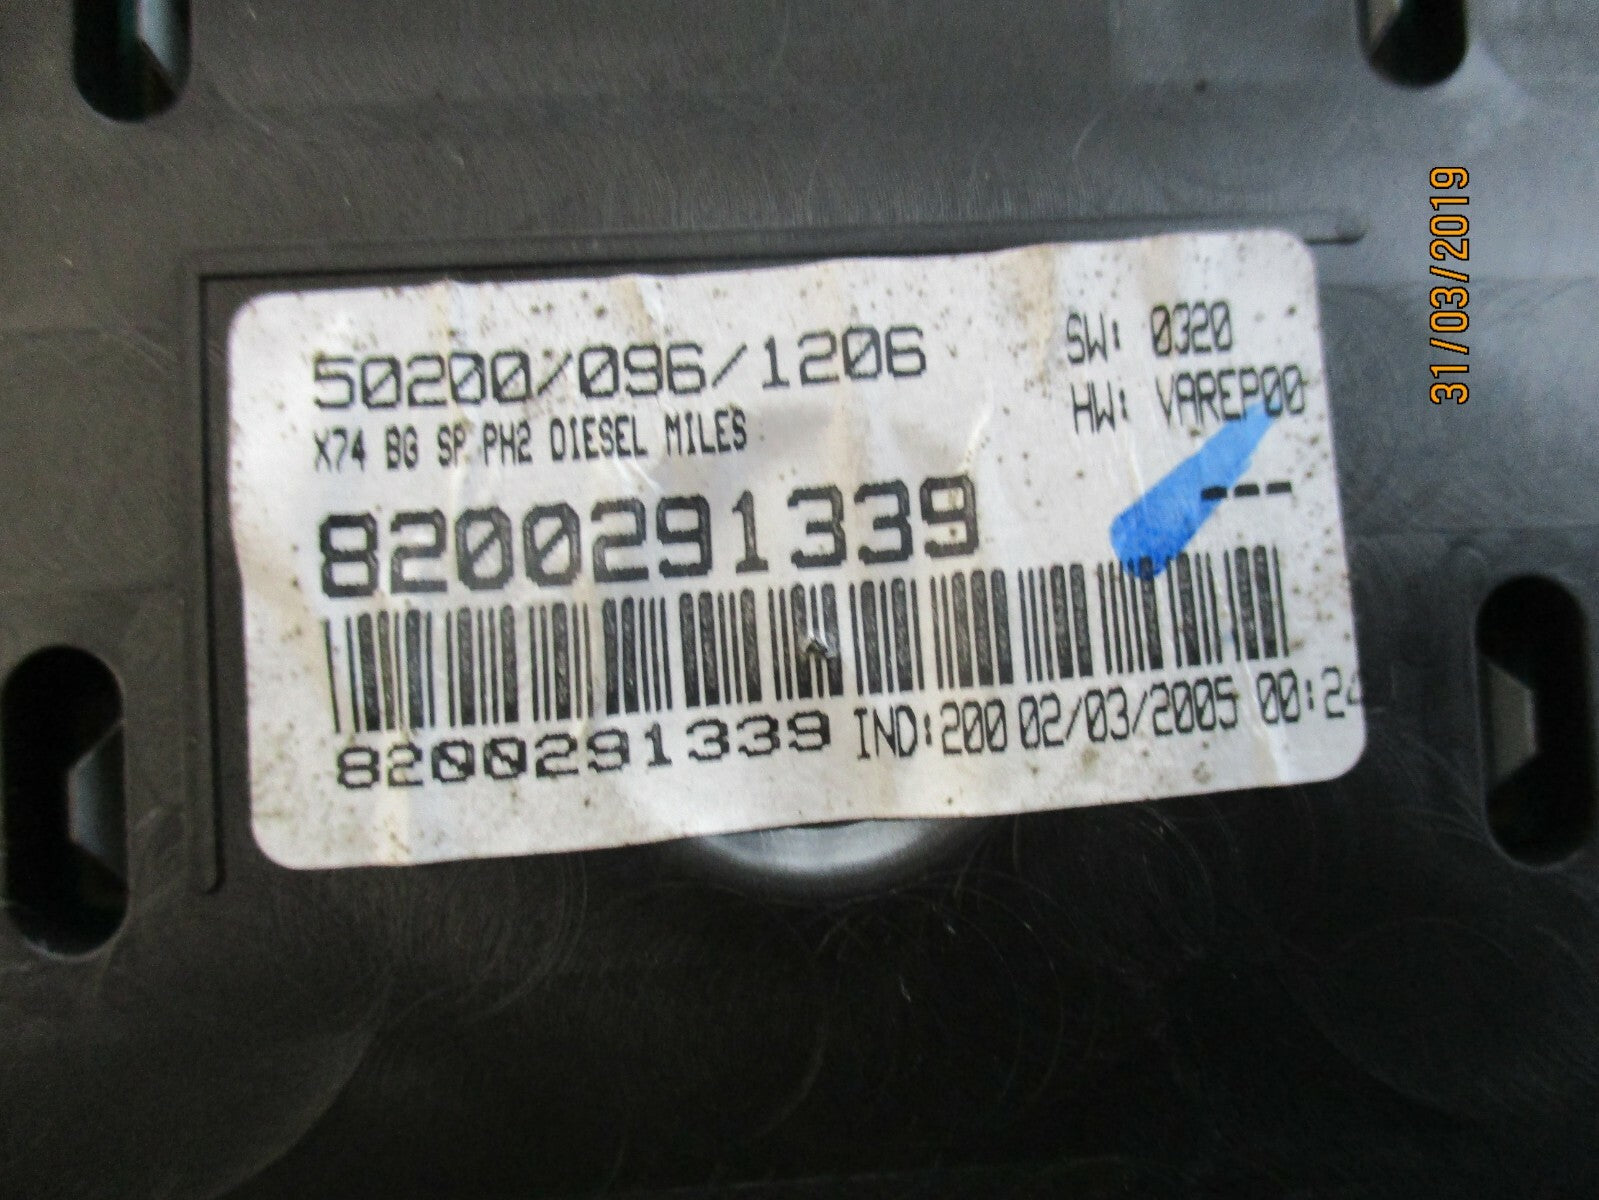 50200/096/1206
SW: 0320
HW: VAREP00
X74 BG SP PH2 DIESEL MILES
8200291339
---
8200291339 IND:200 02/03/2005 00:24
31/03/2019